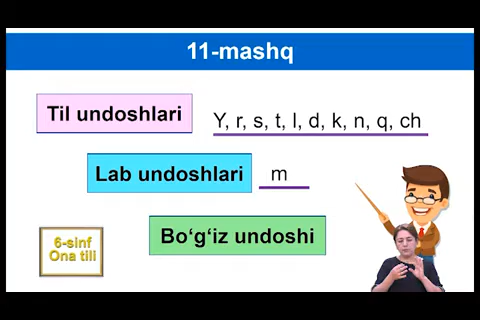 11-mashq
Til undoshlari
Y, r, s, t, l, d, k, n, q, ch
Lab undoshlari
m
Bo‘g‘iz undoshi
6-sinf
Ona tili